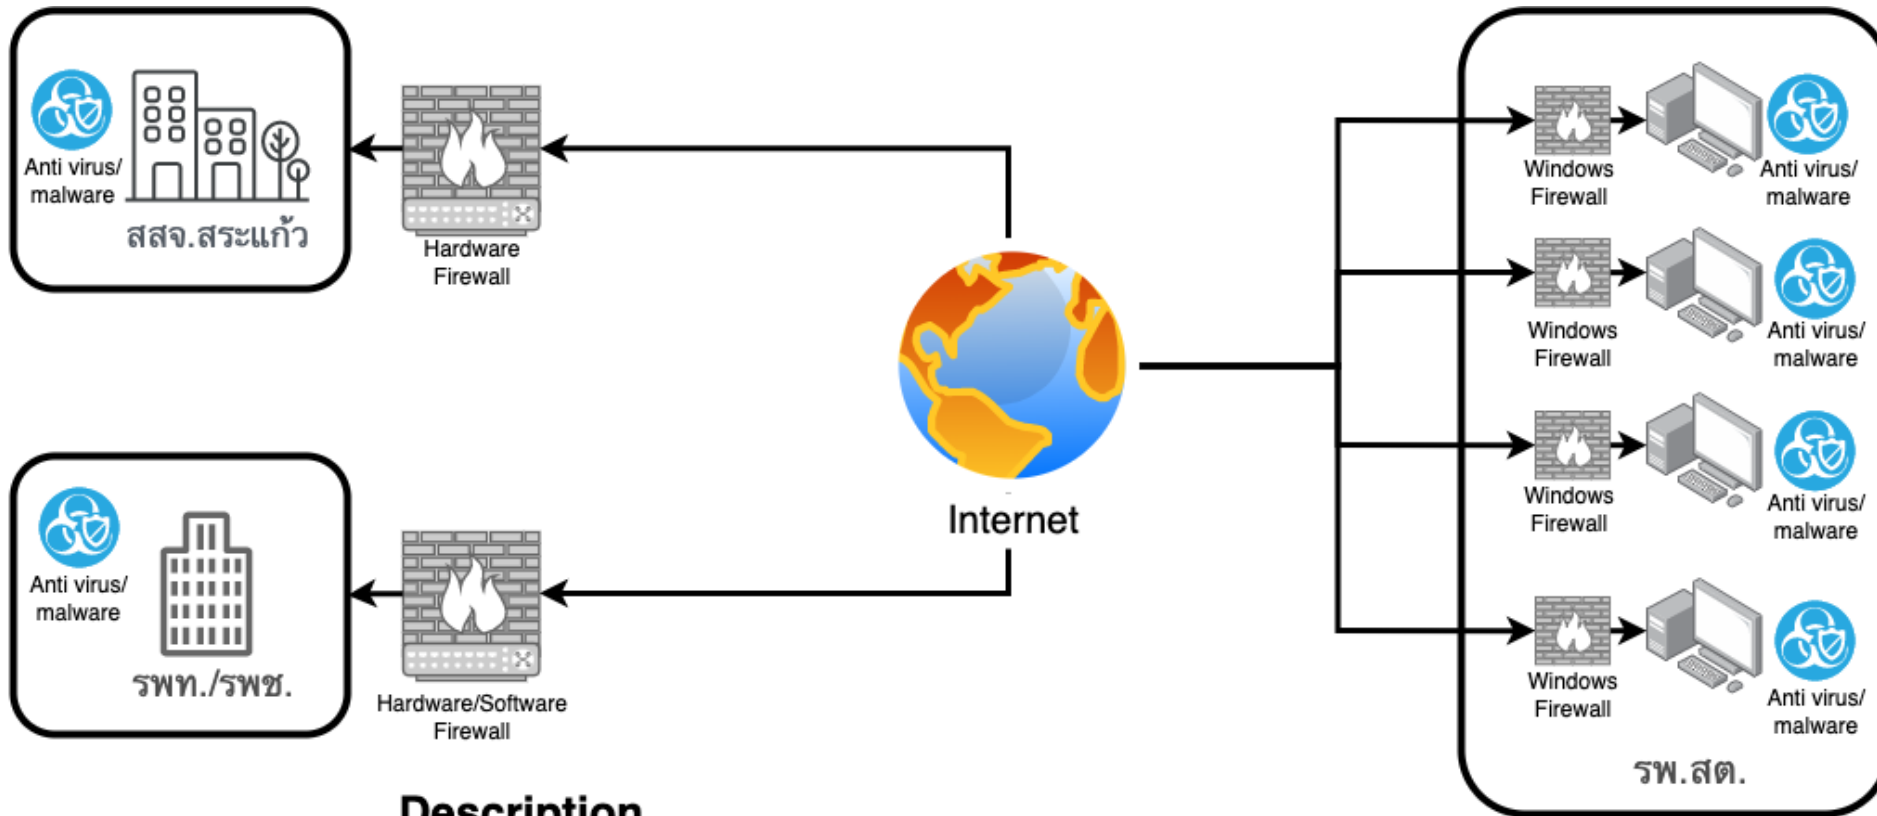 Anti virus/
malware
สสจ.สระแก้ว
Hardware
Firewall
Anti virus/
malware
รพท./รพช.
Hardware/Software
Firewall
Internet
Windows
Firewall
Anti virus/
malware
Windows
Firewall
Anti virus/
malware
Windows
Firewall
Anti virus/
malware
Windows
Firewall
Anti virus/
malware
รพ.สต.
Description